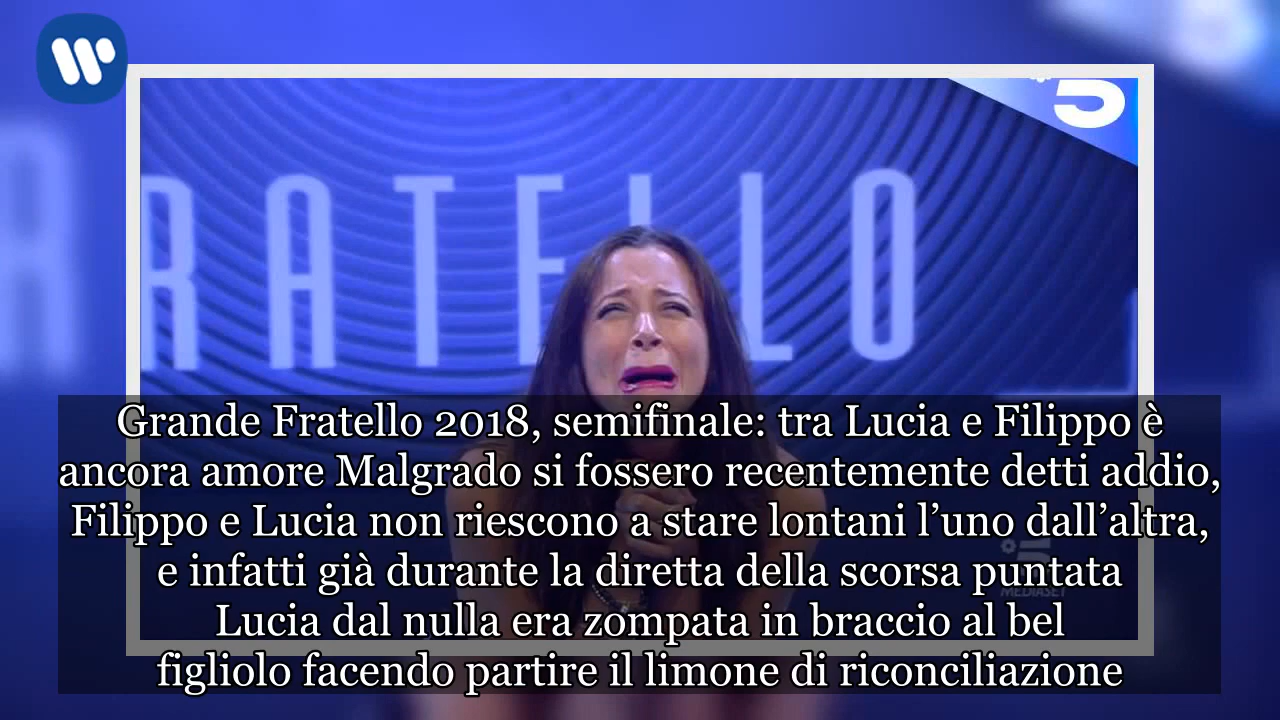 5
FRATELLO
Grande Fratello 2018, semifinale: tra Lucia e Filippo è
ancora amore Malgrado si fossero recentemente detti addio,
Filippo e Lucia non riescono a stare lontani l’uno dall’altra,
e infatti già durante la diretta della scorsa puntata
MEDIASET
Lucia dal nulla era zompata in braccio al bel
figliolo facendo partire il limone di riconciliazione